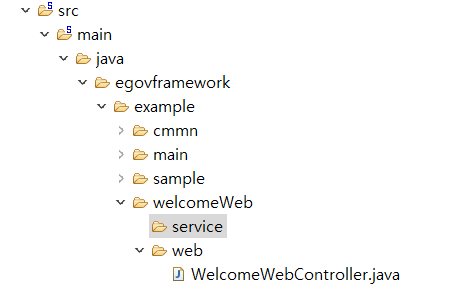 src
main
java
egovframework
example
cmmn
main
sample
welcomeWeb
service
web
WelcomeWebController.java